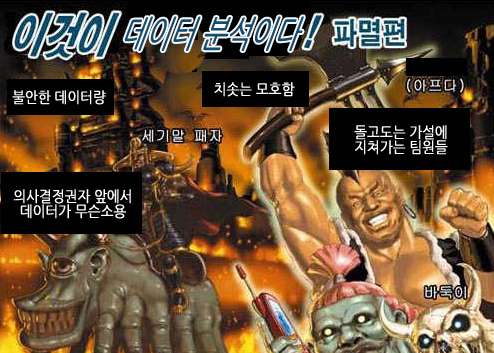 이것이 데이터 분석이다! 파멸편
불안한 데이터량
치솟는 모호함
(아프다)
세기말 패자
돌고도는 가설에
지쳐가는 팀원들
의사결정권자 앞에서
데이터가 무슨소용
바둑이